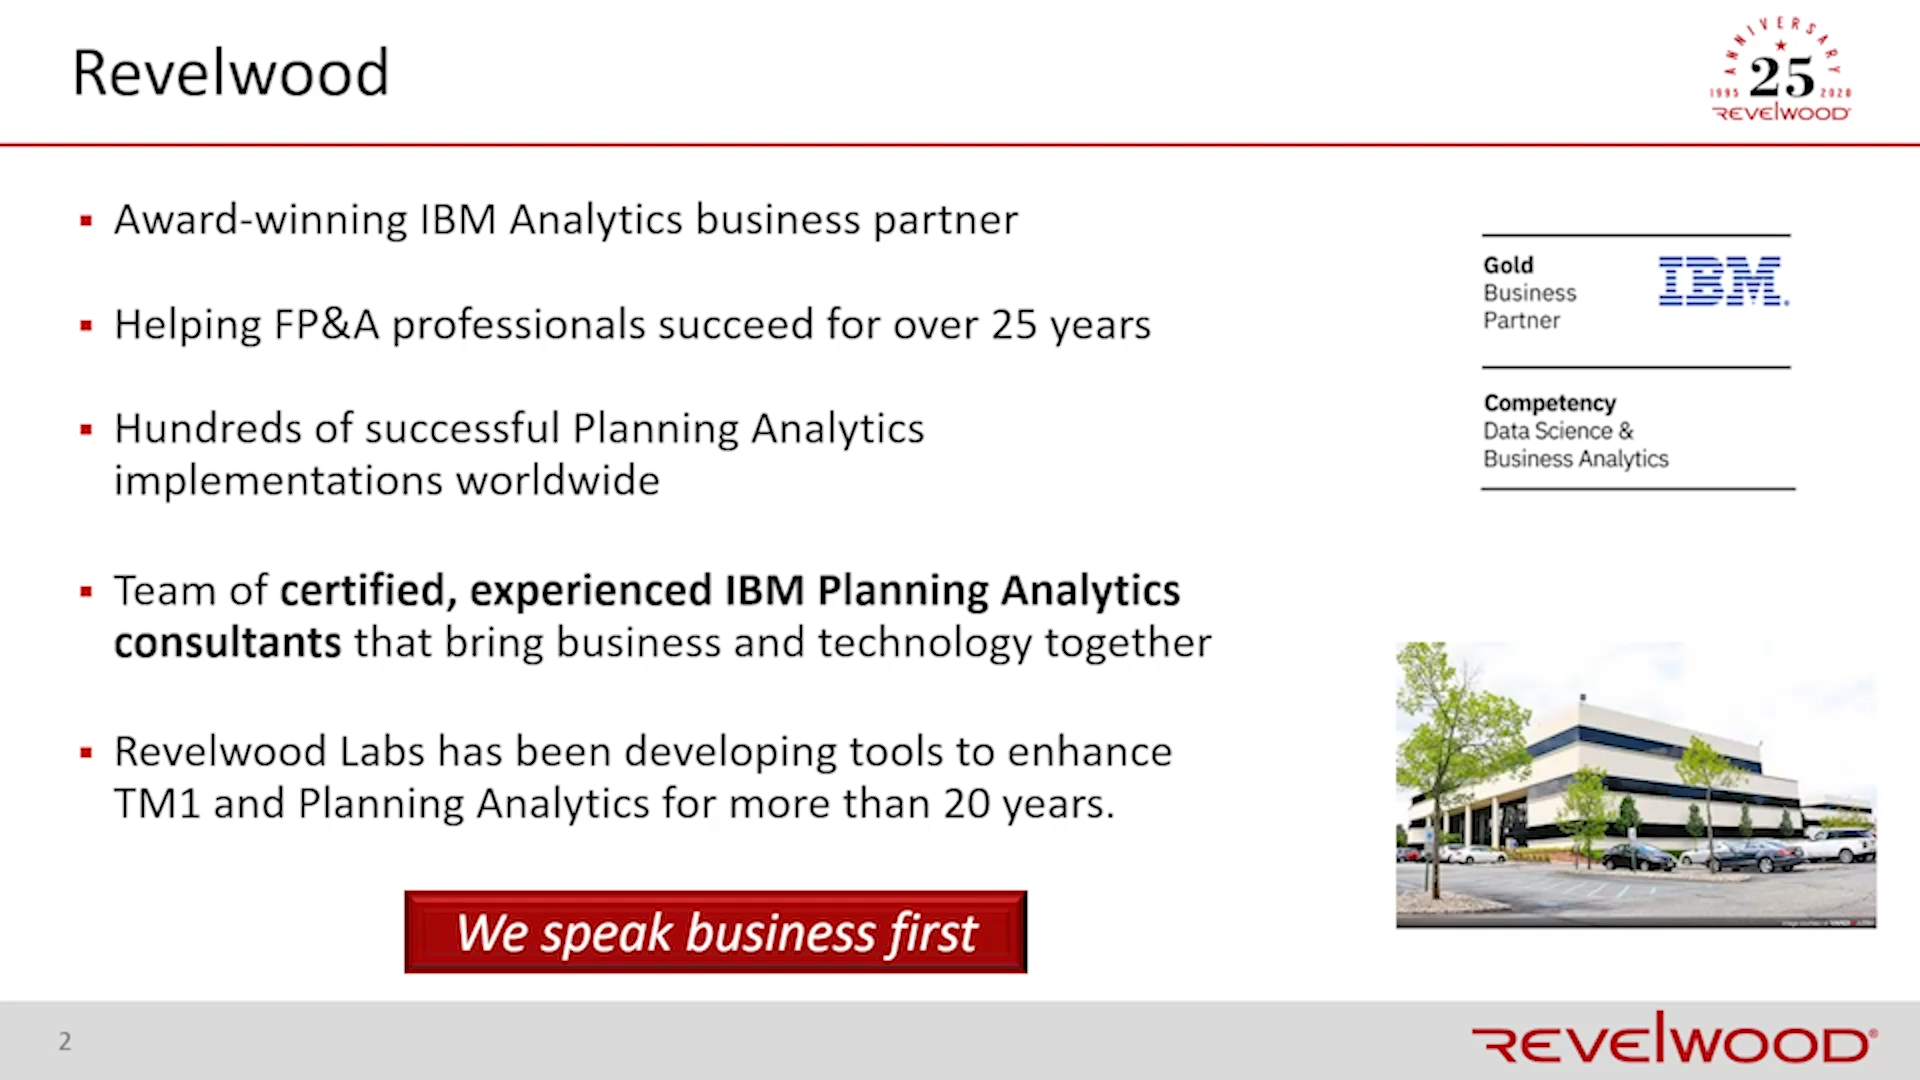 Revelwood
ANNIVERSARY
25
1995 2020
REVELWOOD
▪ Award-winning IBM Analytics business partner
▪ Helping FP&A professionals succeed for over 25 years
▪ Hundreds of successful Planning Analytics
implementations worldwide
▪ Team of certified, experienced IBM Planning Analytics
consultants that bring business and technology together
▪ Revelwood Labs has been developing tools to enhance
TM1 and Planning Analytics for more than 20 years.
We speak business first
Gold
Business
Partner
IBM®
Competency
Data Science &
Business Analytics
2
REVELWOOD®